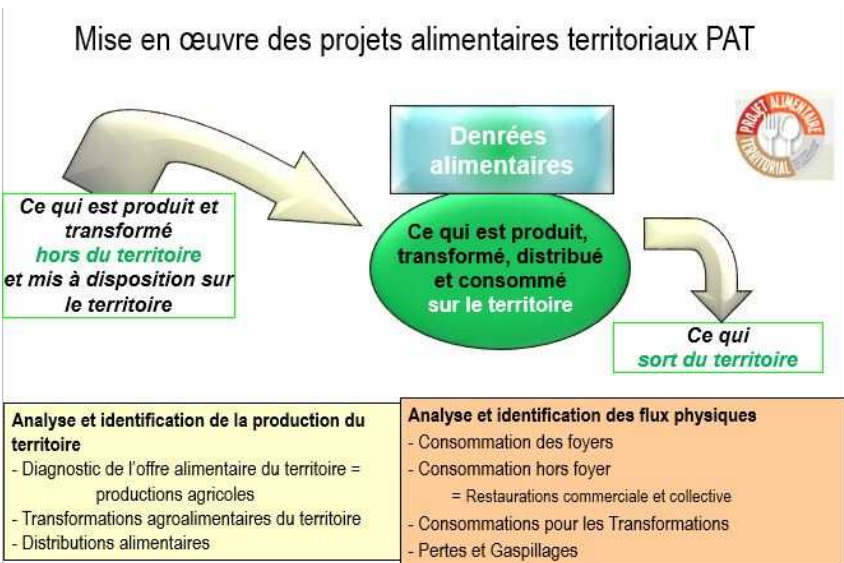 Mise en œuvre des projets alimentaires territoriaux PAT
PROJET ALIMENTAIRE
TERRITORIAL
Denrées
alimentaires
Ce qui est produit et
transformé
hors du territoire
et mis à disposition sur
le territoire
Ce qui est produit,
transformé, distribué
et consommé
sur le territoire
Ce qui
sort du territoire
Analyse et identification de la production du
territoire
- Diagnostic de l'offre alimentaire du territoire =
productions agricoles
- Transformations agroalimentaires du territoire
- Distributions alimentaires
Analyse et identification des flux physiques
- Consommation des foyers
- Consommation hors foyer
= Restaurations commerciale et collective
- Consommations pour les Transformations
- Pertes et Gaspillages